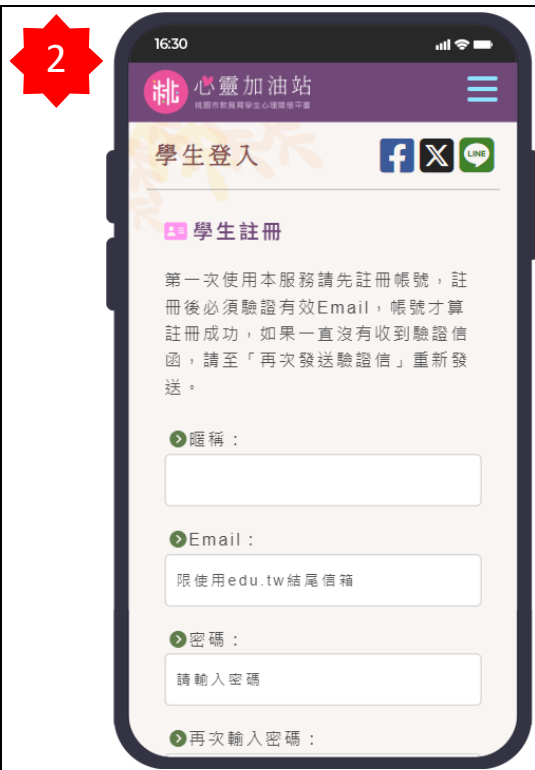 2
16:30
桃 心靈加油站
桃園市教育局學生心理關懷平臺
學生登入
LINE
學生註冊
第一次使用本服務請先註冊帳號，註
冊後必須驗證有效Email，帳號才算
註冊成功，如果一直沒有收到驗證信
函，請至「再次發送驗證信」重新發
送。
暱稱：
Email：
限使用edu.tw結尾信箱
密碼：
請輸入密碼
再次輸入密碼：